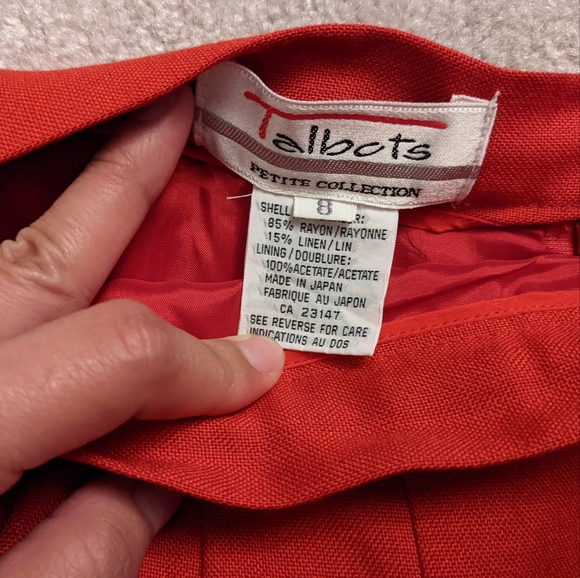 Talbots
PETITE COLLECTION
8
SHELL R:
85% RAYON/RAYONNE
15% LINEN/LIN
LINING/DOUBLURE:
100%ACETATE/ACETATE
MADE IN JAPAN
FABRIQUE AU JAPON
CA 23147
SEE REVERSE FOR CARE
INDICATIONS AU DOS